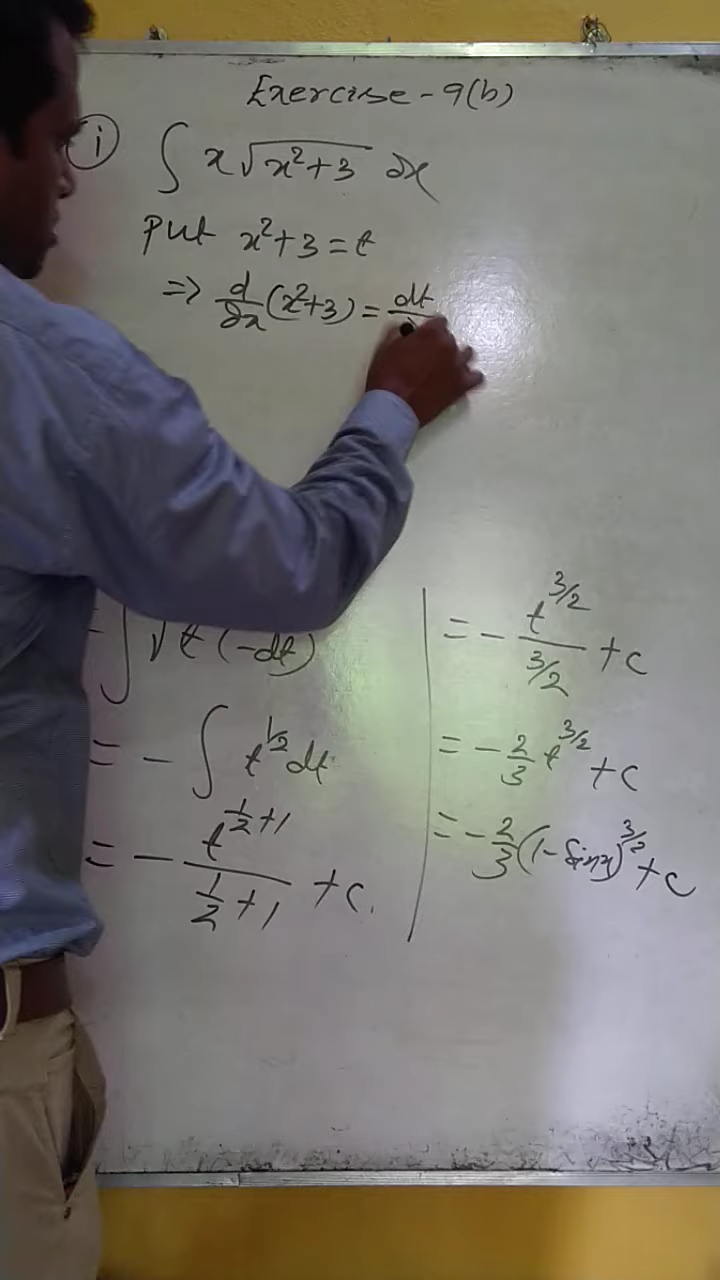 Exercise - 9(b)
i ∫ x √x²+3 dx
Put x²+3 = t
⇒ d/dx (x²+3) = dt/
= ∫ √t (-dt)
= - ∫ t^1/2 dt
= - t^(1/2+1) / (1/2+1) + c.
= - t^3/2 / 3/2 + c
= - 2/3 t^3/2 + c
= - 2/3 (1 - Sinx)^3/2 + c